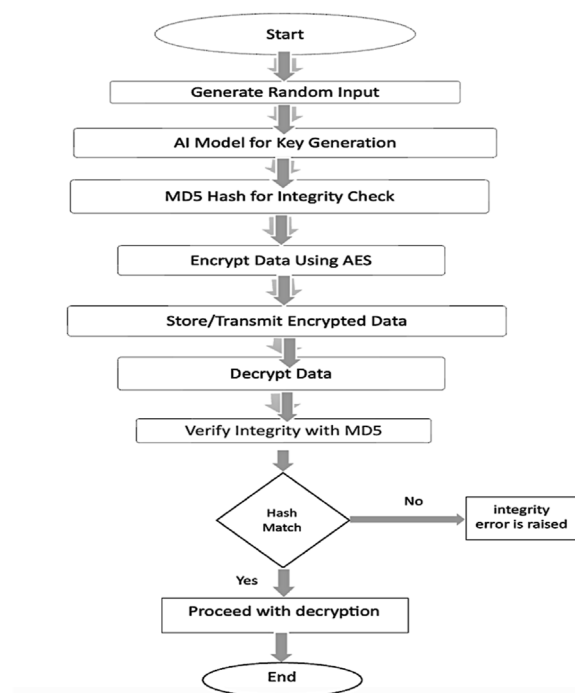 Start
Generate Random Input
AI Model for Key Generation
MD5 Hash for Integrity Check
Encrypt Data Using AES
Store/Transmit Encrypted Data
Decrypt Data
Verify Integrity with MD5
Hash
Match
No
integrity
error is raised
Yes
Proceed with decryption
End